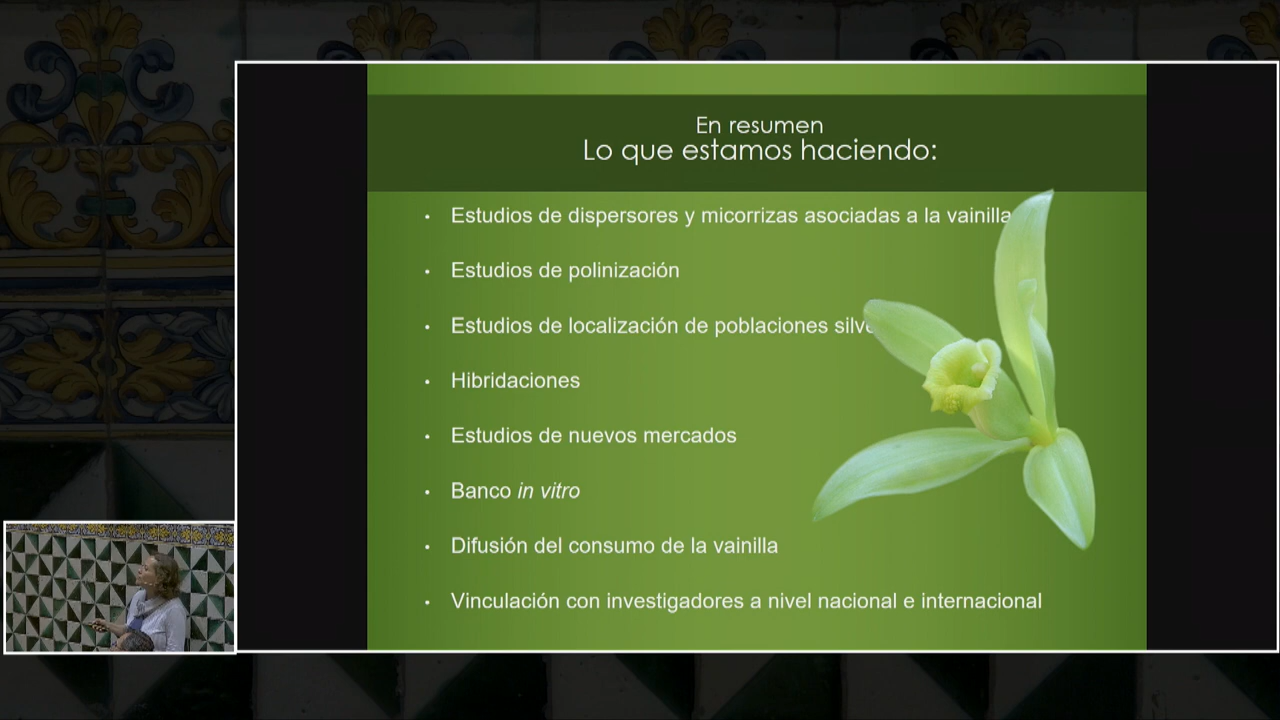 En resumen
Lo que estamos haciendo:
• Estudios de dispersores y micorrizas asociadas a la vainilla
• Estudios de polinización
• Estudios de localización de poblaciones
• Hibridaciones
• Estudios de nuevos mercados
• Banco in vitro
• Difusión del consumo de la vainilla
• Vinculación con investigadores a nivel nacional e internacional